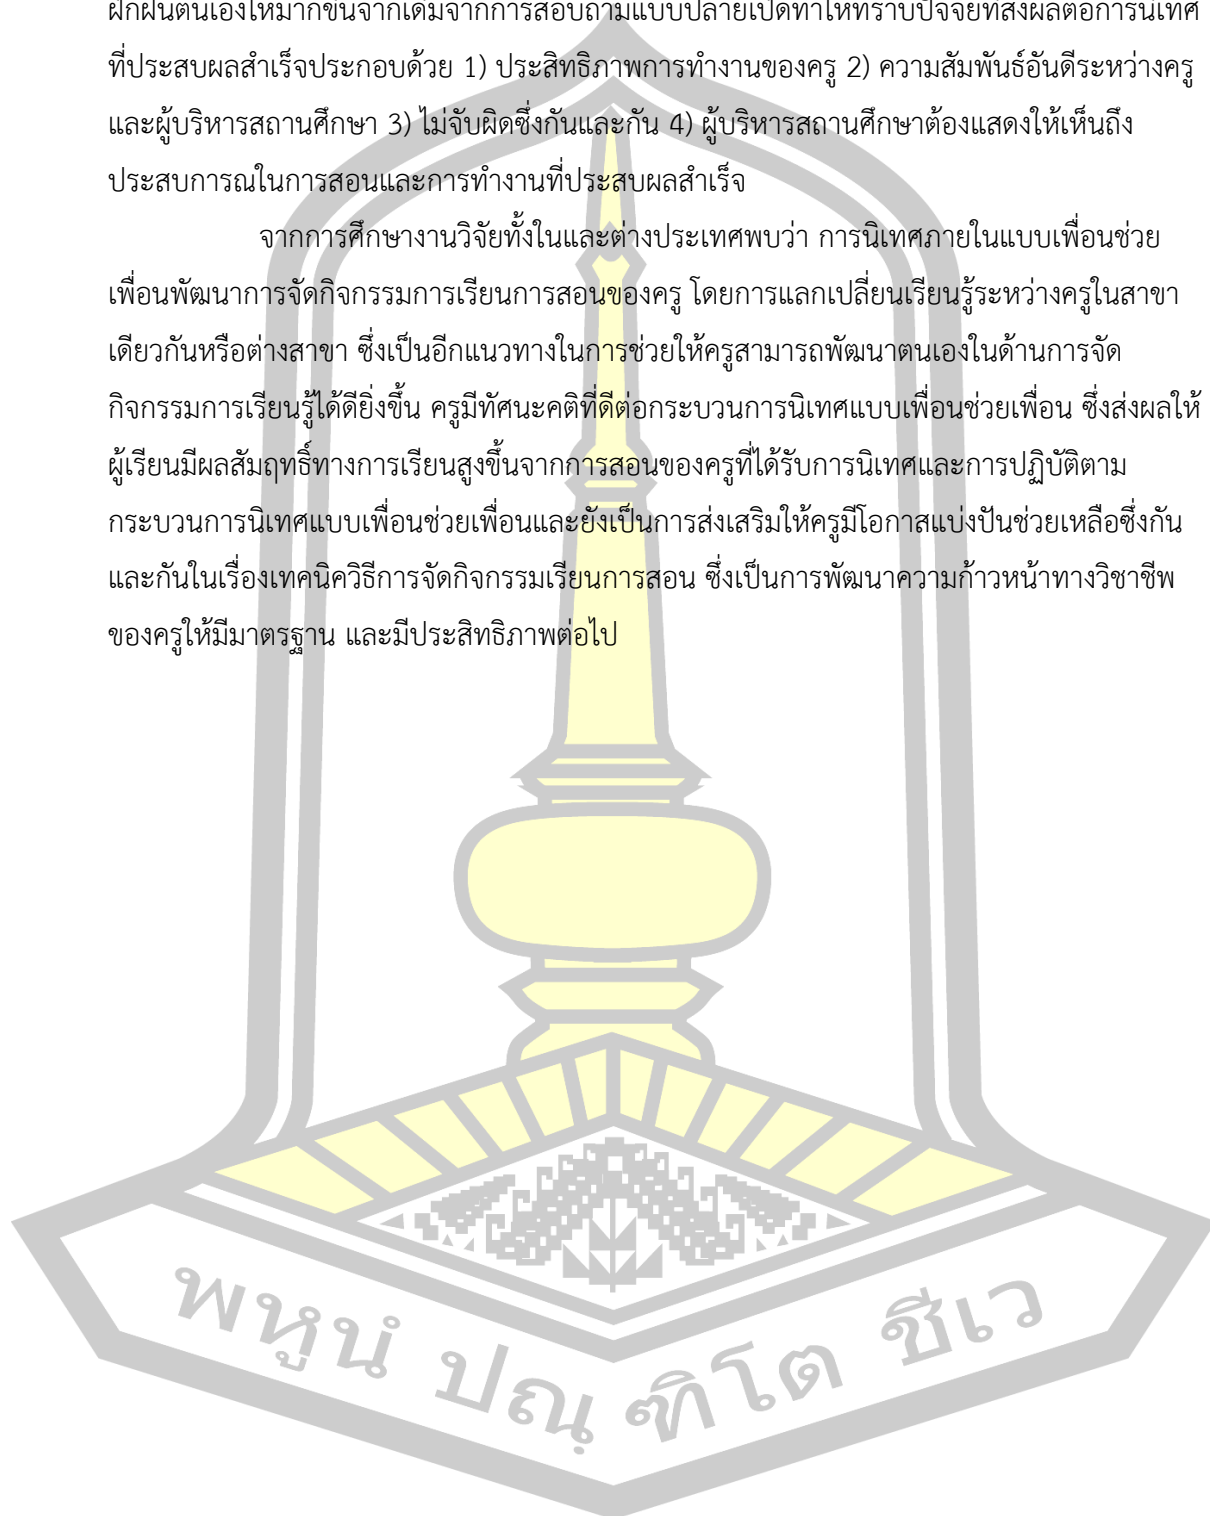 ฝึกฝนตนเองให้มากขึ้นจากเดิมจากการสอบถามแบบปลายเปิดทำให้ทราบปัจจัยที่ส่งผลต่อการนิเทศ
ที่ประสบผลสำเร็จประกอบด้วย 1) ประสิทธิภาพการทำงานของครู 2) ความสัมพันธ์อันดีระหว่างครู
และผู้บริหารสถานศึกษา 3) ไม่จับผิดซึ่งกันและกัน 4) ผู้บริหารสถานศึกษาต้องแสดงให้เห็นถึง
ประสบการณ์ในการสอนและการทำงานที่ประสบผลสำเร็จ
จากการศึกษางานวิจัยทั้งในและต่างประเทศพบว่า การนิเทศภายในแบบเพื่อนช่วย
เพื่อนพัฒนาการจัดกิจกรรมการเรียนการสอนของครู โดยการแลกเปลี่ยนเรียนรู้ระหว่างครูในสาขา
เดียวกันหรือต่างสาขา ซึ่งเป็นอีกแนวทางในการช่วยให้ครูสามารถพัฒนาตนเองในด้านการจัด
กิจกรรมการเรียนรู้ได้ดียิ่งขึ้น ครูมีทัศนะคติที่ดีต่อกระบวนการนิเทศแบบเพื่อนช่วยเพื่อน ซึ่งส่งผลให้
ผู้เรียนมีผลสัมฤทธิ์ทางการเรียนสูงขึ้นจากการสอนของครูที่ได้รับการนิเทศและการปฏิบัติตาม
กระบวนการนิเทศแบบเพื่อนช่วยเพื่อนและยังเป็นการส่งเสริมให้ครูมีโอกาสแบ่งปันช่วยเหลือซึ่งกัน
และกันในเรื่องเทคนิควิธีการจัดกิจกรรมเรียนการสอน ซึ่งเป็นการพัฒนาความก้าวหน้าทางวิชาชีพ
ของครูให้มีมาตรฐาน และมีประสิทธิภาพต่อไป
พหูนํ ปณฺฑิโต ชีเว